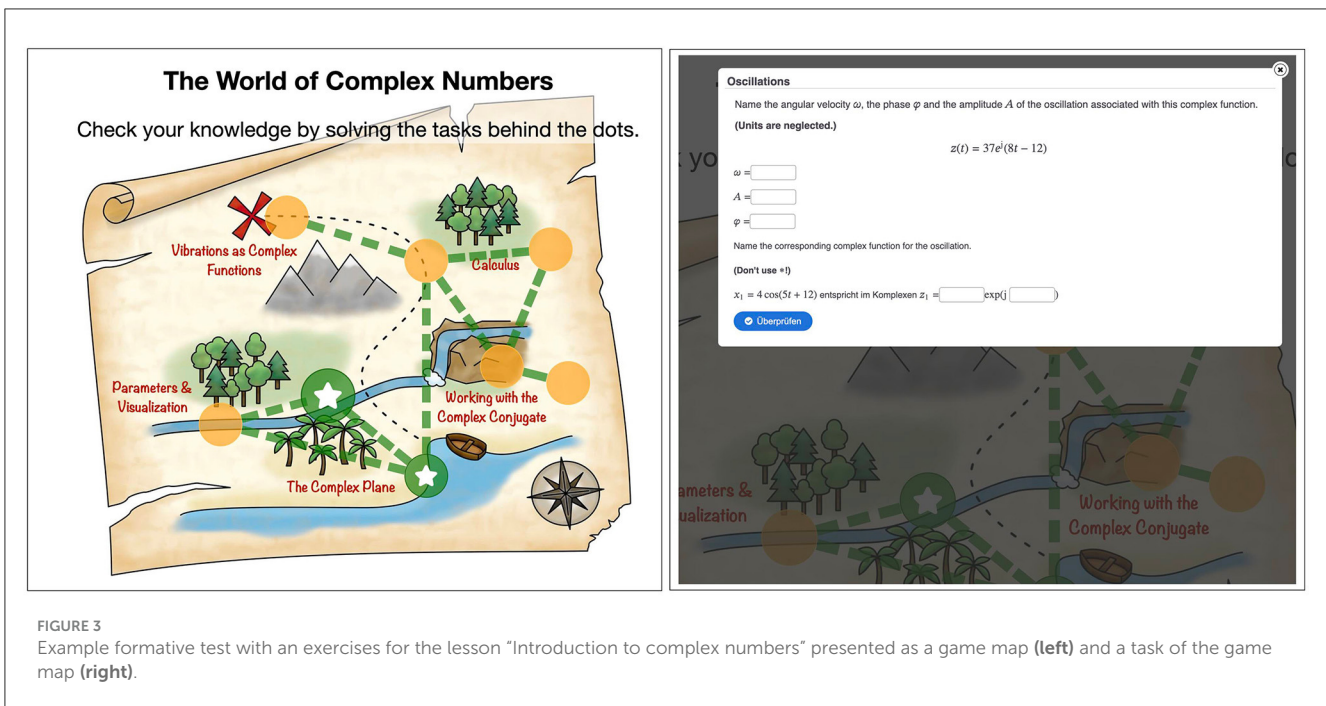 The World of Complex Numbers
Check your knowledge by solving the tasks behind the dots.
Vibrations as Complex
Functions
Calculus
Parameters &
Visualization
Working with the
Complex Conjugate
The Complex Plane
Oscillations
Name the angular velocity ω, the phase φ and the amplitude A of the oscillation associated with this complex function.
(Units are neglected.)
z(t) = 37e^j(8t − 12)
ω =
A =
φ =
Name the corresponding complex function for the oscillation.
(Don't use *!)
x₁ = 4 cos(5t + 12) entspricht im Komplexen z₁ = exp(j )
Überprüfen
yo
ameters &
ualization
Working with the
Complex Conjugate
FIGURE 3
Example formative test with an exercises for the lesson "Introduction to complex numbers" presented as a game map (left) and a task of the game
map (right).